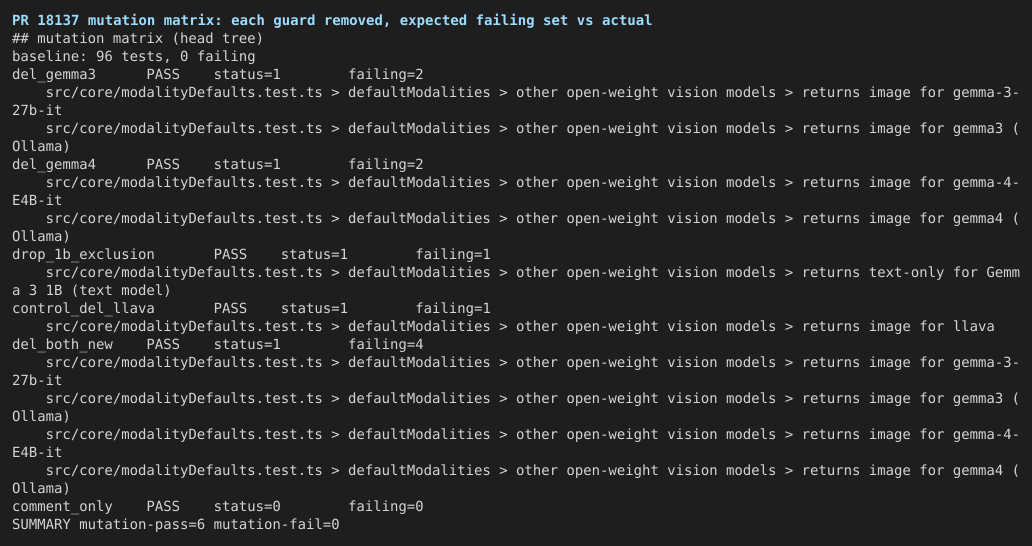 PR 18137 mutation matrix: each guard removed, expected failing set vs actual
## mutation matrix (head tree)
baseline: 96 tests, 0 failing
del_gemma3      PASS    status=1        failing=2
    src/core/modalityDefaults.test.ts > defaultModalities > other open-weight vision models > returns image for gemma-3-
27b-it
    src/core/modalityDefaults.test.ts > defaultModalities > other open-weight vision models > returns image for gemma3 (
Ollama)
del_gemma4      PASS    status=1        failing=2
    src/core/modalityDefaults.test.ts > defaultModalities > other open-weight vision models > returns image for gemma-4-
E4B-it
    src/core/modalityDefaults.test.ts > defaultModalities > other open-weight vision models > returns image for gemma4 (
Ollama)
drop_1b_exclusion       PASS    status=1        failing=1
    src/core/modalityDefaults.test.ts > defaultModalities > other open-weight vision models > returns text-only for Gemm
a 3 1B (text model)
control_del_llava       PASS    status=1        failing=1
    src/core/modalityDefaults.test.ts > defaultModalities > other open-weight vision models > returns image for llava
del_both_new    PASS    status=1        failing=4
    src/core/modalityDefaults.test.ts > defaultModalities > other open-weight vision models > returns image for gemma-3-
27b-it
    src/core/modalityDefaults.test.ts > defaultModalities > other open-weight vision models > returns image for gemma3 (
Ollama)
    src/core/modalityDefaults.test.ts > defaultModalities > other open-weight vision models > returns image for gemma-4-
E4B-it
    src/core/modalityDefaults.test.ts > defaultModalities > other open-weight vision models > returns image for gemma4 (
Ollama)
comment_only    PASS    status=0        failing=0
SUMMARY mutation-pass=6 mutation-fail=0